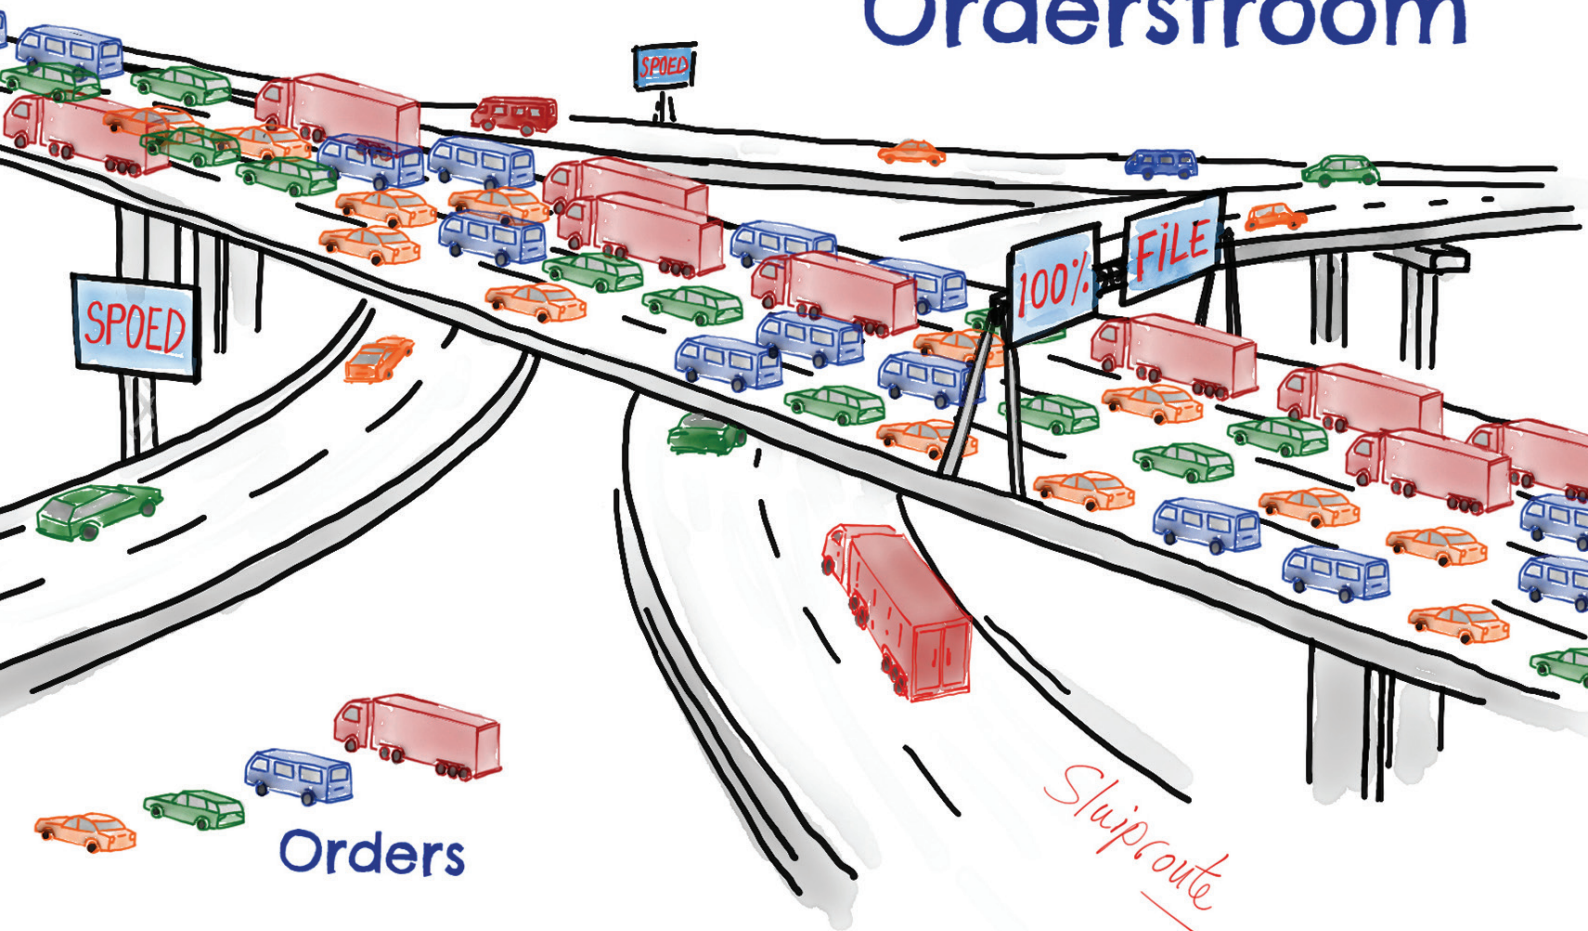 Orderstroom
SPOED
100%
FiLE
SPOED
Orders
Sluiproute